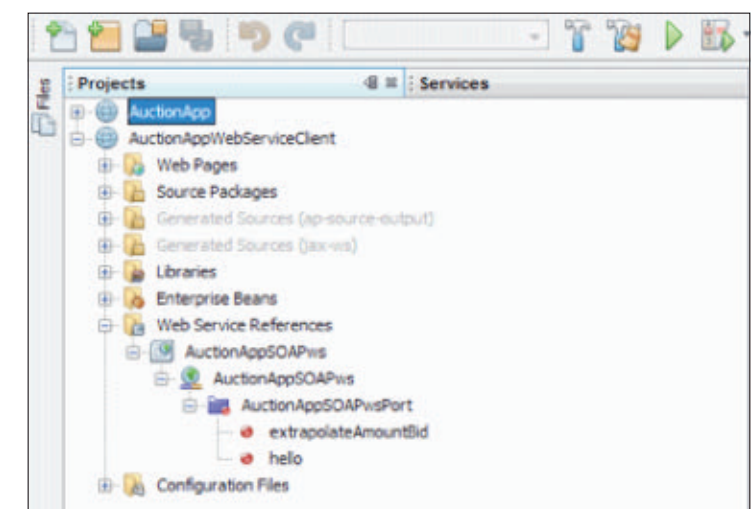 Files
Projects
Services
AuctionApp
AuctionAppWebServiceClient
Web Pages
Source Packages
Generated Sources (ap-source-output)
Generated Sources (jax-ws)
Libraries
Enterprise Beans
Web Service References
AuctionAppSOAPws
AuctionAppSOAPws
AuctionAppSOAPwsPort
extrapolateAmountBid
hello
Configuration Files